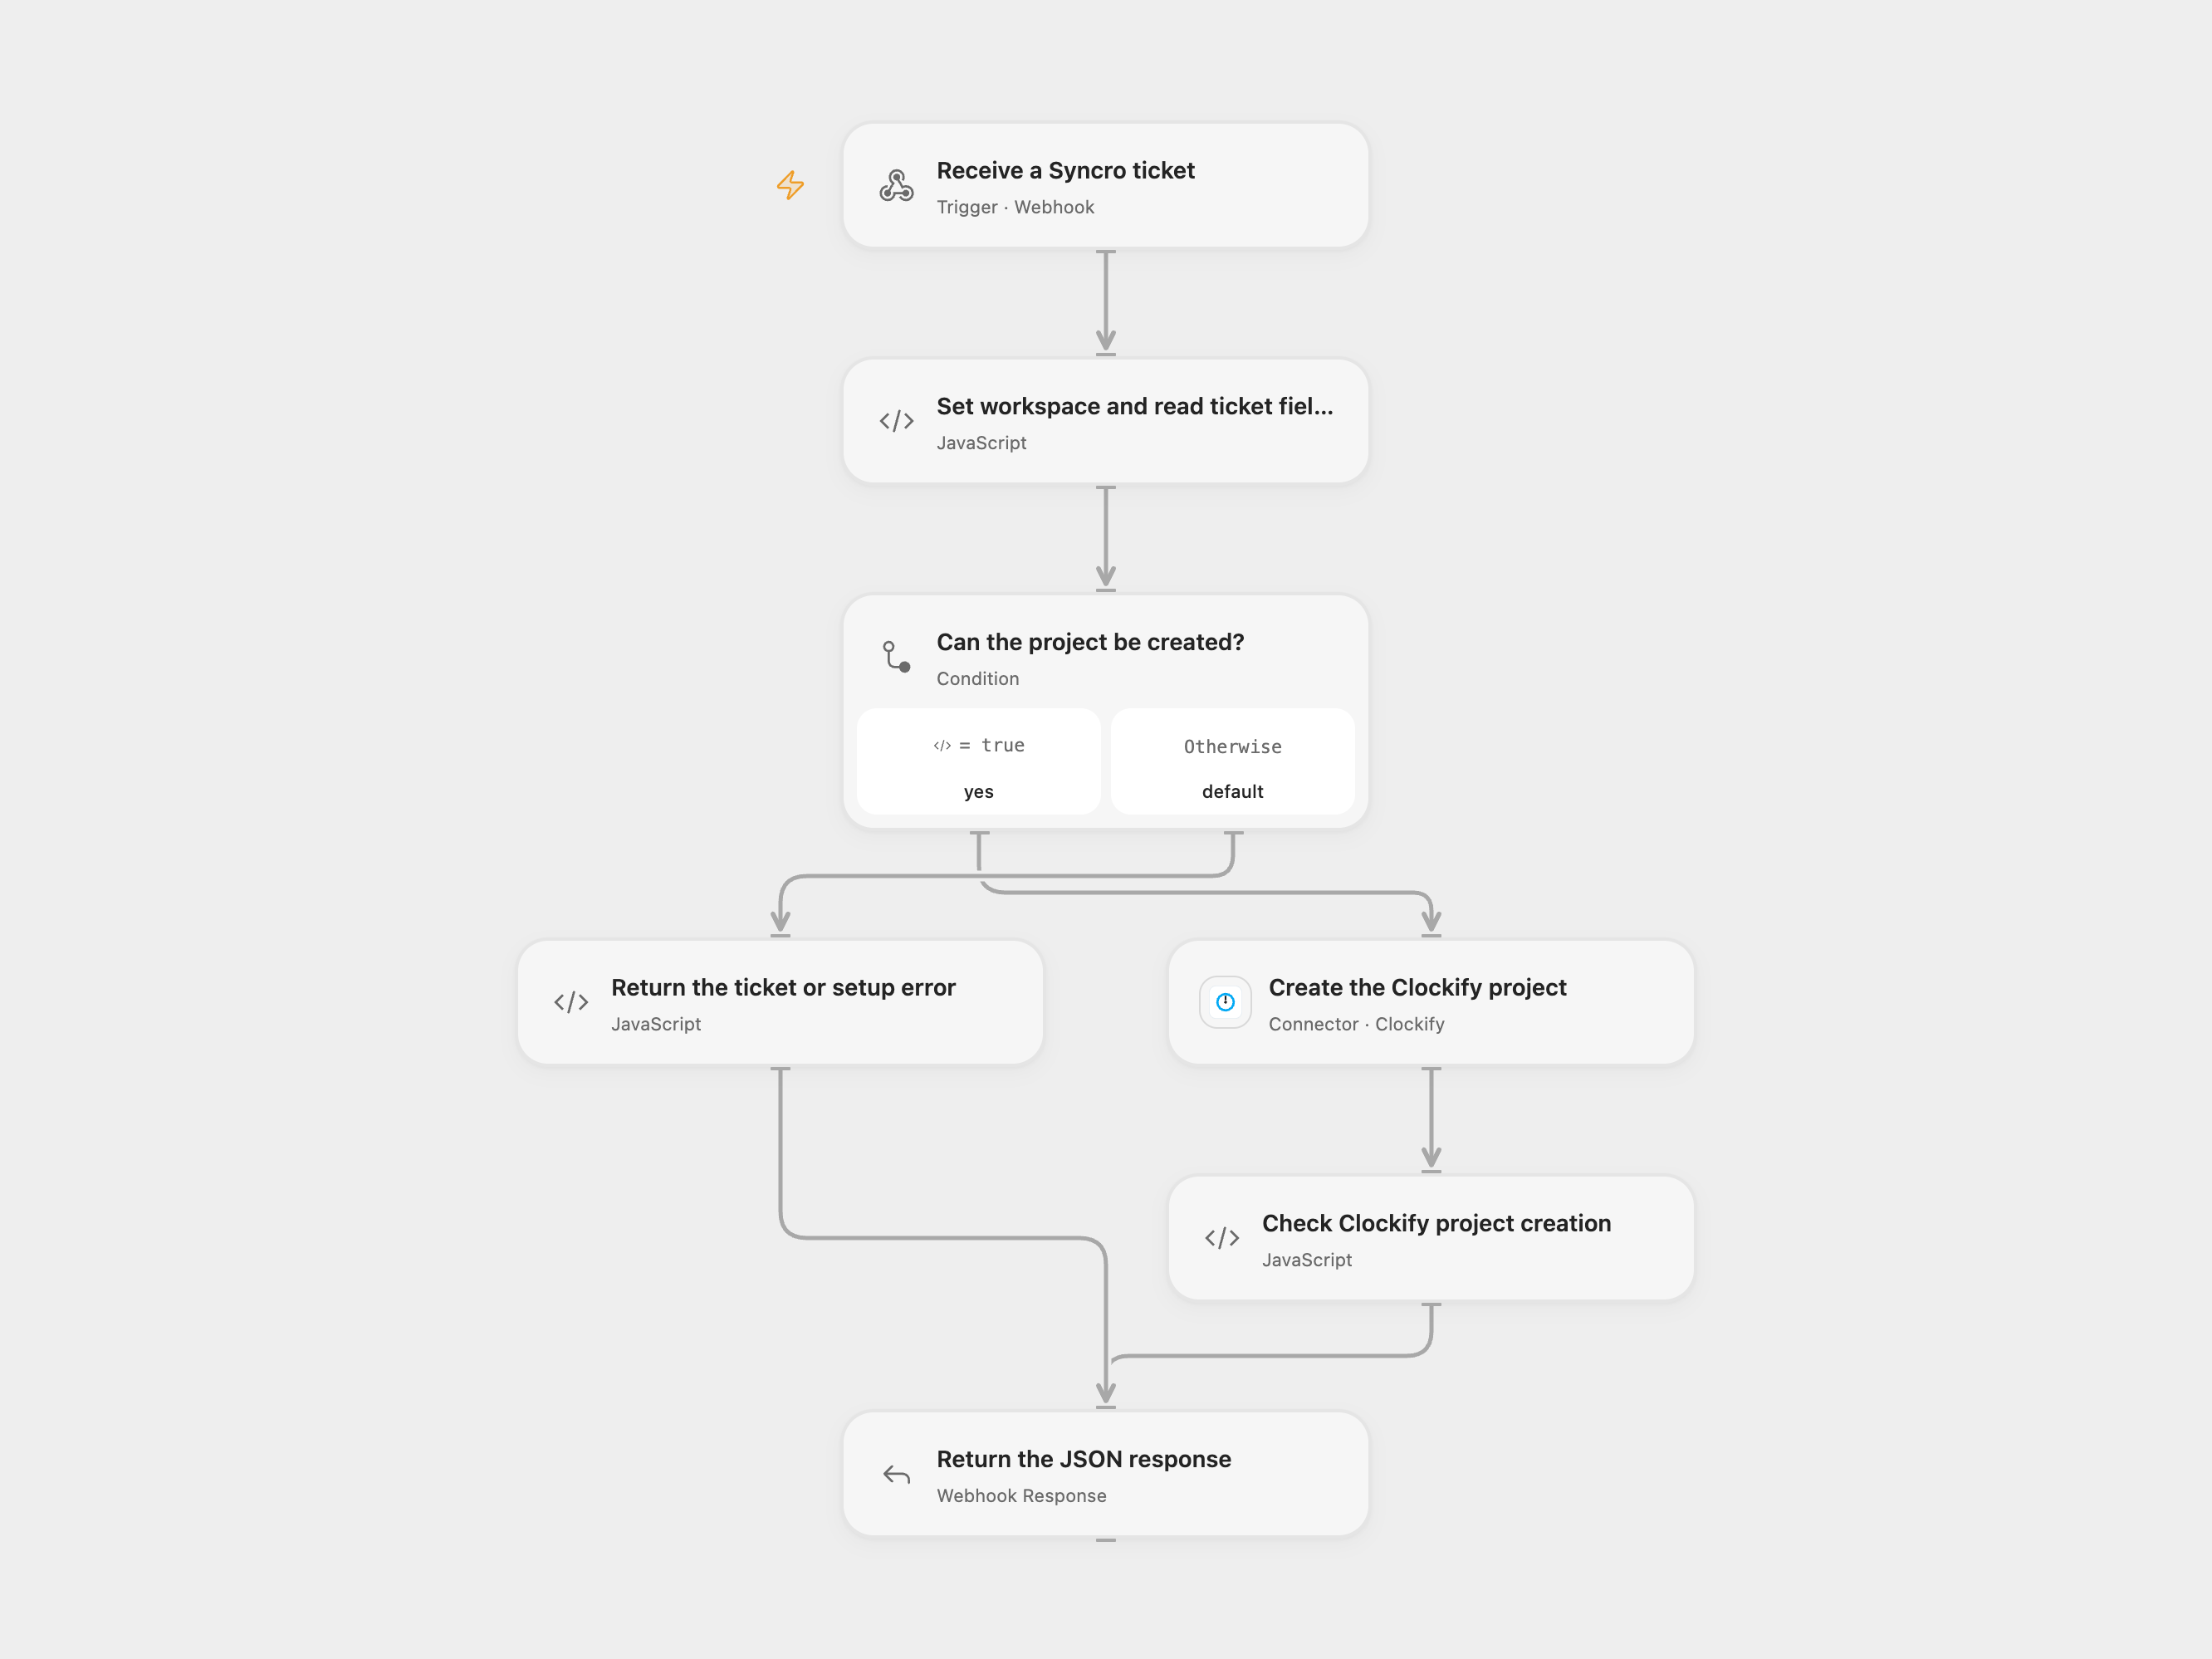 Receive a Syncro ticket
Trigger · Webhook
Set workspace and read ticket fiel...
JavaScript
Can the project be created?
Condition
</> = true
yes
Otherwise
default
Return the ticket or setup error
JavaScript
Create the Clockify project
Connector · Clockify
Check Clockify project creation
JavaScript
Return the JSON response
Webhook Response